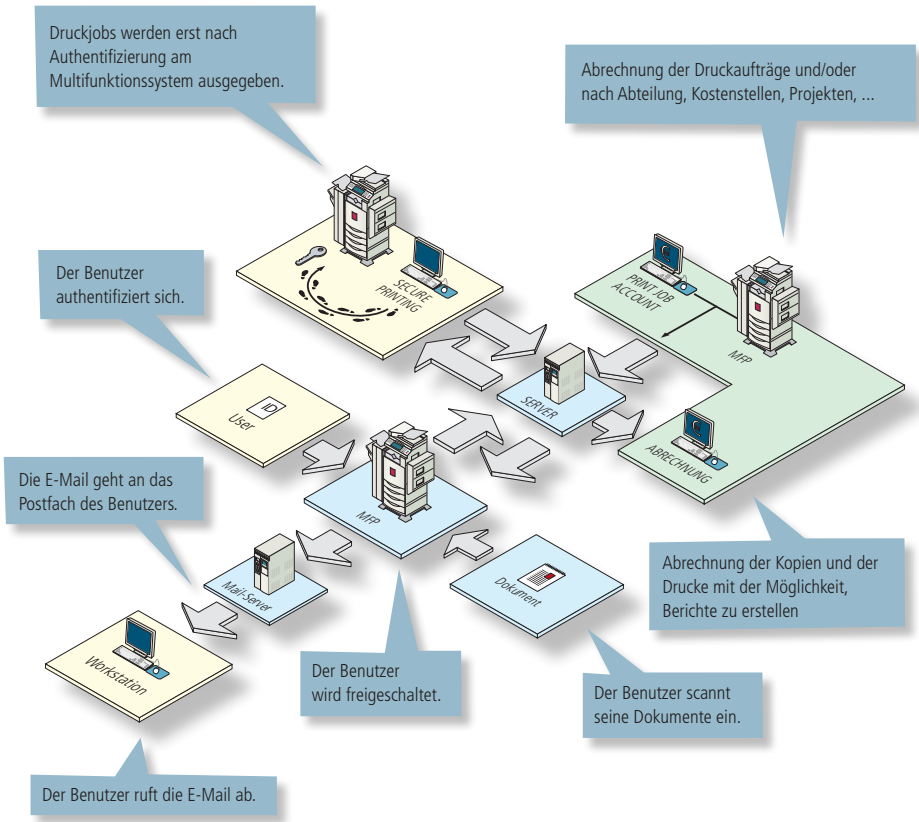 Druckjobs werden erst nach
Authentifizierung am
Multifunktionssystem ausgegeben.
Abrechnung der Druckaufträge und/oder
nach Abteilung, Kostenstellen, Projekten, ...
Der Benutzer
authentifiziert sich.
SECURE
PRINTING
PRINT JOB
ACCOUNT
MFP
SERVER
ID
User
ABRECHNUNG
Die E-Mail geht an das
Postfach des Benutzers.
MFP
Mail-Server
Dokument
Abrechnung der Kopien und der
Drucke mit der Möglichkeit,
Berichte zu erstellen
Workstation
Der Benutzer
wird freigeschaltet.
Der Benutzer scannt
seine Dokumente ein.
Der Benutzer ruft die E-Mail ab.